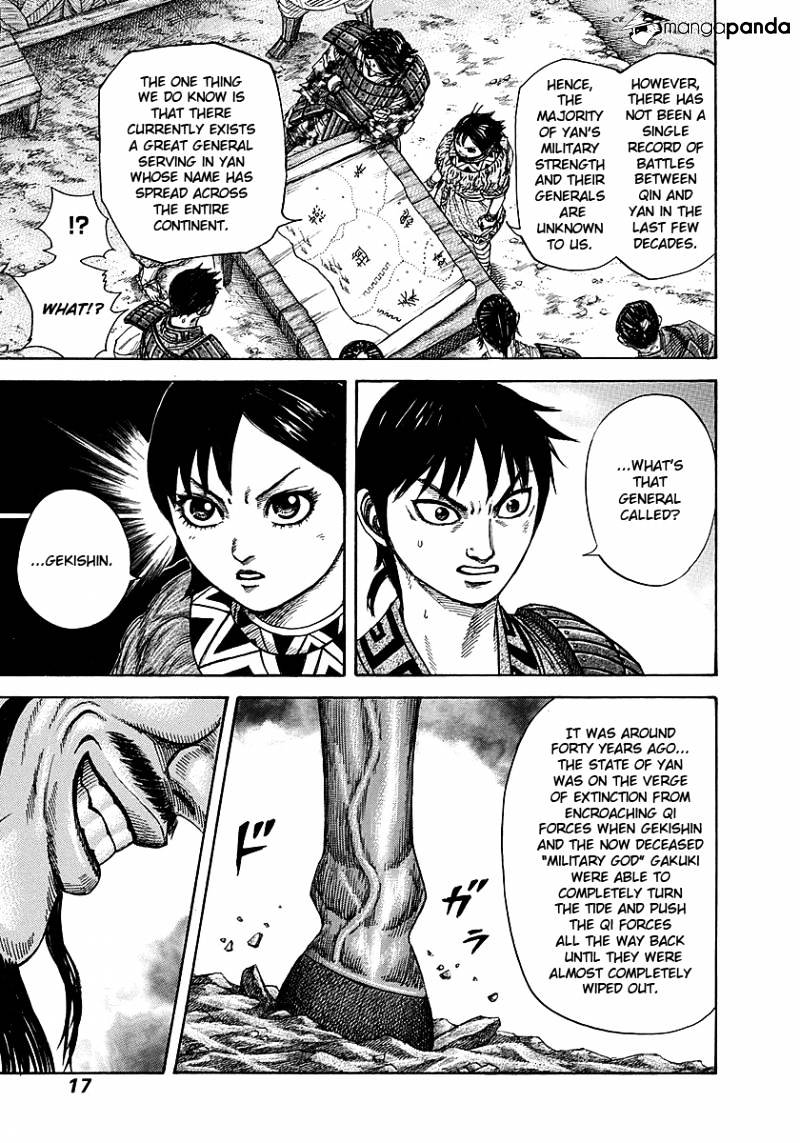 mangapanda
HOWEVER,
THERE HAS
NOT BEEN A
SINGLE
RECORD OF
BATTLES
BETWEEN
QIN AND
YAN IN THE
LAST FEW
DECADES.
HENCE,
THE
MAJORITY
OF YAN'S
MILITARY
STRENGTH
AND THEIR
GENERALS
ARE
UNKNOWN
TO US.
THE ONE THING
WE DO KNOW IS
THAT THERE
CURRENTLY EXISTS
A GREAT GENERAL
SERVING IN YAN
WHOSE NAME HAS
SPREAD ACROSS
THE ENTIRE
CONTINENT.
!?
WHAT!?
...WHAT'S
THAT
GENERAL
CALLED?
...GEKISHIN.
IT WAS AROUND
FORTY YEARS AGO...
THE STATE OF YAN
WAS ON THE VERGE
OF EXTINCTION FROM
ENCROACHING QI
FORCES WHEN GEKISHIN
AND THE NOW DECEASED
"MILITARY GOD" GAKUKI
WERE ABLE TO
COMPLETELY TURN
THE TIDE AND PUSH
THE QI FORCES
ALL THE WAY BACK
UNTIL THEY WERE
ALMOST COMPLETELY
WIPED OUT.
ガラ
ド
17